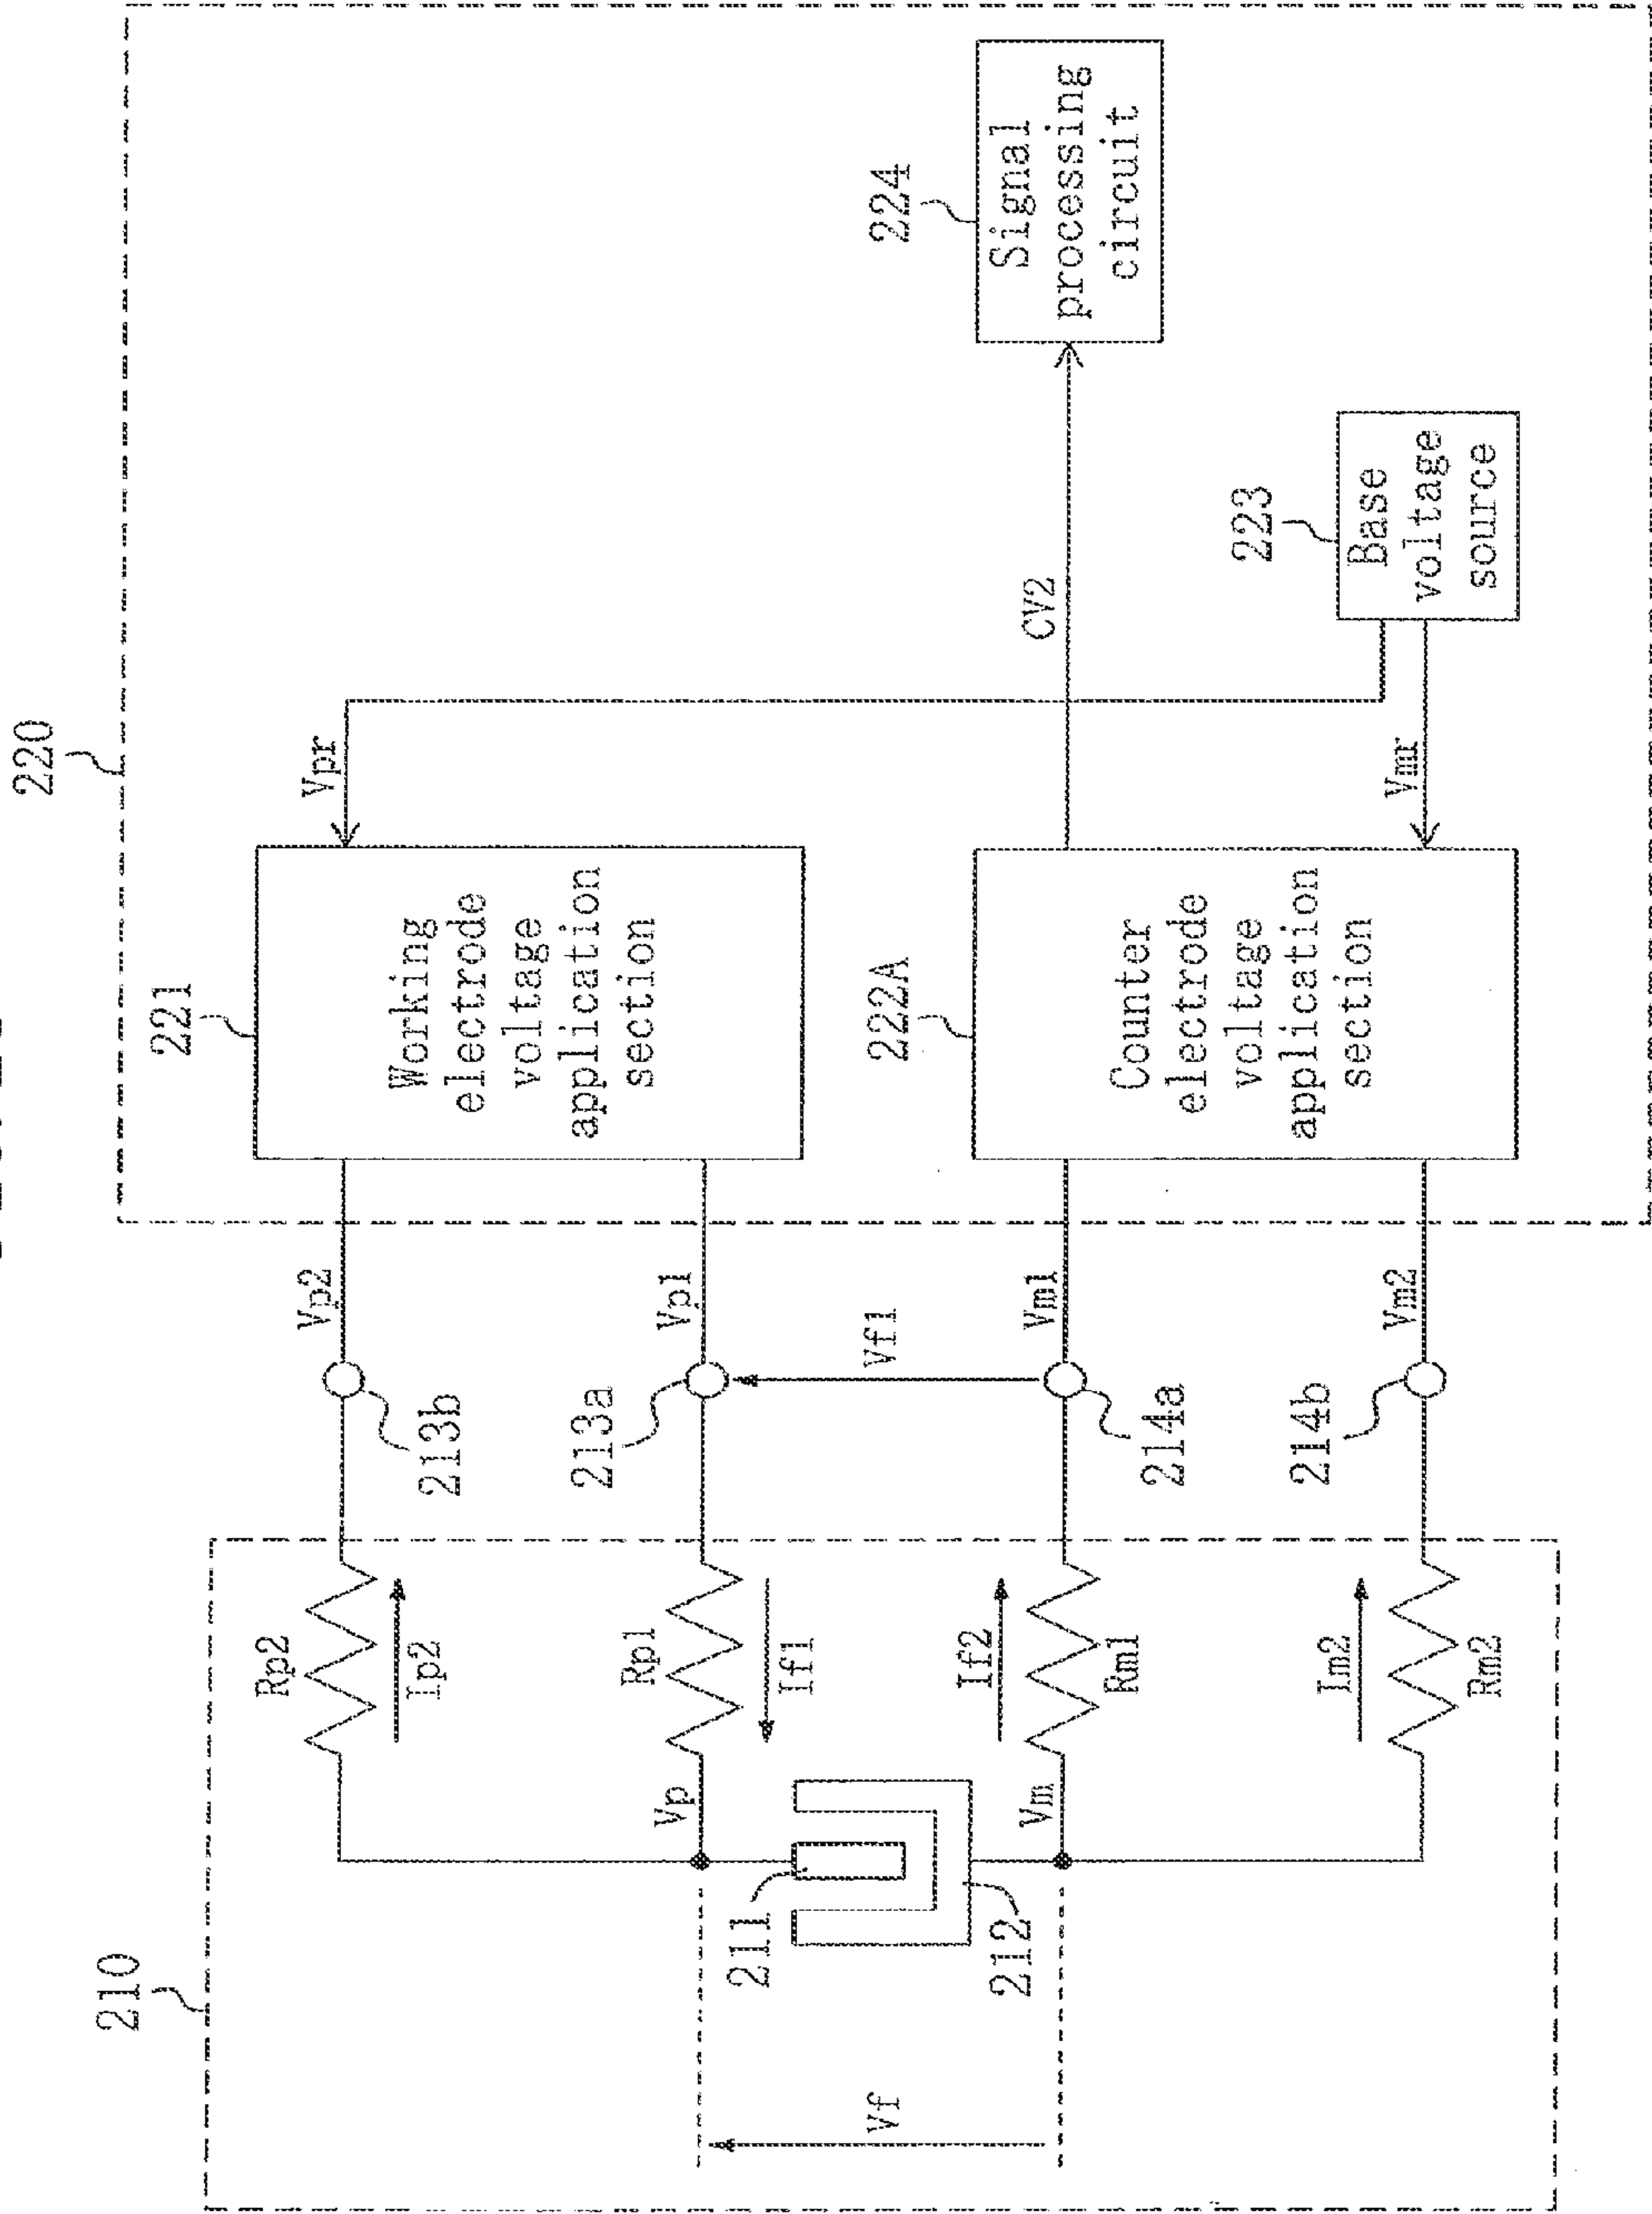 220
221
Working
electrode
voltage
application
section
Vpr
224
Signal
processing
circuit
222A
Counter
electrode
voltage
application
section
CV2
223
Base
voltage
source
Vmr
Vp2
213b
Vp1
213a
Vf1
Vm1
214a
Vm2
214b
210
Rp2
Ip2
Rp1
If1
Vp
211
212
Vm
If2
Rm1
Im2
Rm2
Vf